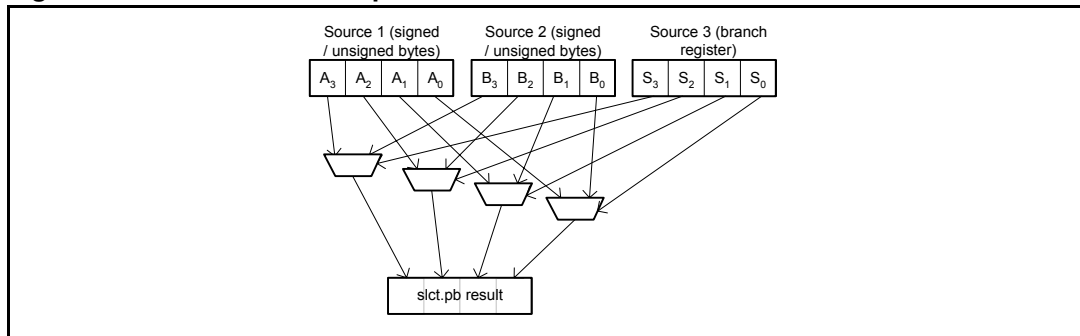 Source 1 (signed
/ unsigned bytes)
Source 2 (signed
/ unsigned bytes)
Source 3 (branch
register)
A3 A2 A1 A0
B3 B2 B1 B0
S3 S2 S1 S0
slct.pb result